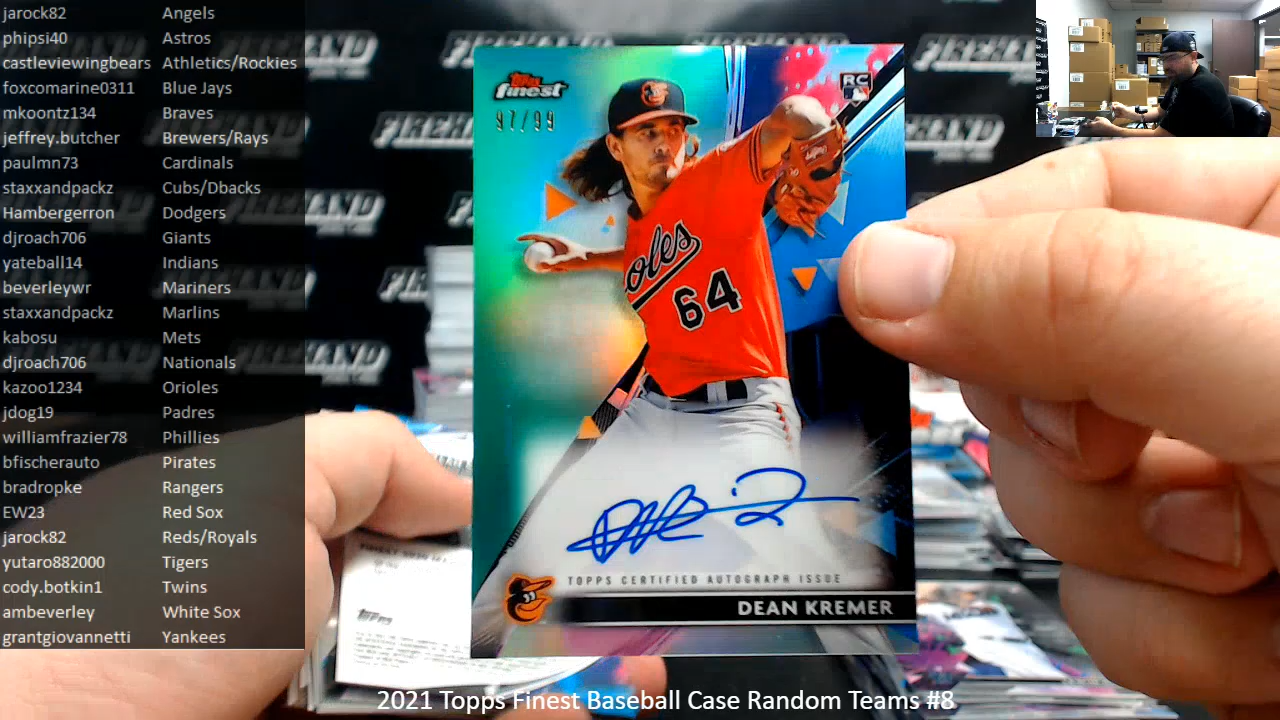 jarock82 Angels
phipsi40 Astros
castleviewingbears Athletics/Rockies
foxcomarine0311 Blue Jays
mkoontz134 Braves
jeffrey.butcher Brewers/Rays
paulmn73 Cardinals
staxxandpackz Cubs/Dbacks
Hambergerron Dodgers
djroach706 Giants
yateball14 Indians
beverleywr Mariners
staxxandpackz Marlins
kabosu Mets
djroach706 Nationals
kazoo1234 Orioles
jdog19 Padres
williamfrazier78 Phillies
bfischerauto Pirates
bradropke Rangers
EW23 Red Sox
jarock82 Reds/Royals
yutaro882000 Tigers
cody.botkin1 Twins
ambeverley White Sox
grantgiovannetti Yankees
FIREHAND
topps finest
97/99
RC
oles
64
TOPPS CERTIFIED AUTOGRAPH ISSUE
DEAN KREMER
topps
2021 Topps Finest Baseball Case Random Teams #8